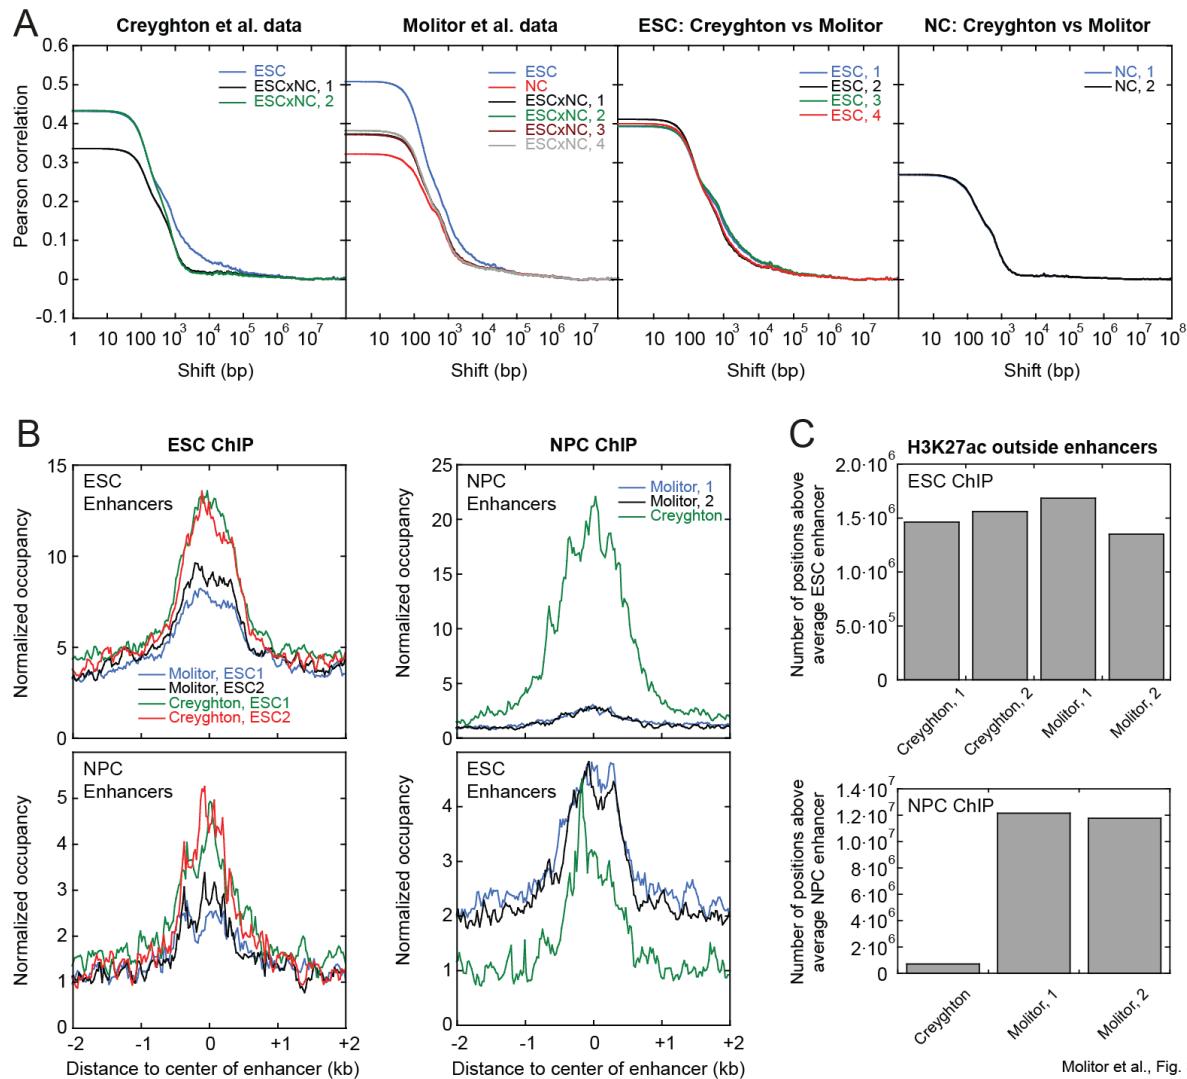 A
Creyghton et al. data
Molitor et al. data
ESC: Creyghton vs Molitor
NC: Creyghton vs Molitor
Pearson correlation
0.6
0.5
0.4
0.3
0.2
0.1
0
-0.1
ESC
ESCxNC, 1
ESCxNC, 2
ESC
NC
ESCxNC, 1
ESCxNC, 2
ESCxNC, 3
ESCxNC, 4
ESC, 1
ESC, 2
ESC, 3
ESC, 4
NC, 1
NC, 2
1 10 100 10³ 10⁴ 10⁵ 10⁶ 10⁷
10 100 10³ 10⁴ 10⁵ 10⁶ 10⁷
10 100 10³ 10⁴ 10⁵ 10⁶ 10⁷
10 100 10³ 10⁴ 10⁵ 10⁶ 10⁷ 10⁸
Shift (bp)
Shift (bp)
Shift (bp)
Shift (bp)
B
ESC ChIP
Normalized occupancy
15
10
5
0
ESC
Enhancers
Molitor, ESC1
Molitor, ESC2
Creyghton, ESC1
Creyghton, ESC2
Normalized occupancy
5
4
3
2
1
0
NPC
Enhancers
-2 -1 0 +1 +2
Distance to center of enhancer (kb)
NPC ChIP
Normalized occupancy
25
20
15
10
5
0
NPC
Enhancers
Molitor, 1
Molitor, 2
Creyghton
Normalized occupancy
4
3
2
1
0
ESC
Enhancers
-2 -1 0 +1 +2
Distance to center of enhancer (kb)
C
H3K27ac outside enhancers
Number of positions above
average ESC enhancer
2.0·10⁶
1.5·10⁶
1.0·10⁶
5.0·10⁵
0
ESC ChIP
Creyghton, 1
Creyghton, 2
Molitor, 1
Molitor, 2
Number of positions above
average NPC enhancer
1.4·10⁷
1.2·10⁷
1.0·10⁷
8·10⁶
6·10⁶
4·10⁶
2·10⁶
0
NPC ChIP
Creyghton
Molitor, 1
Molitor, 2
Molitor et al., Fig.